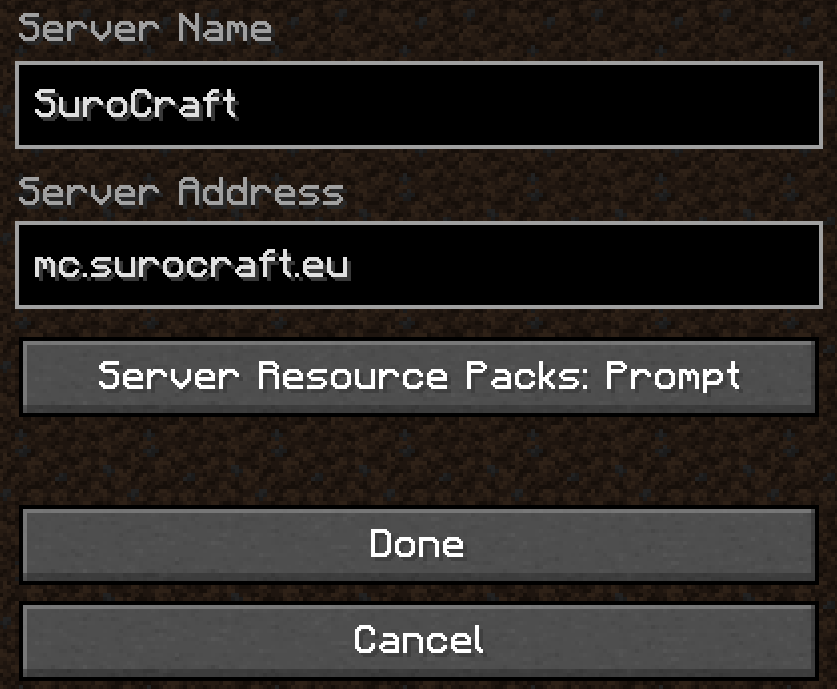 Server Name
SuroCraft
Server Address
mc.surocraft.eu
Server Resource Packs: Prompt
Done
Cancel